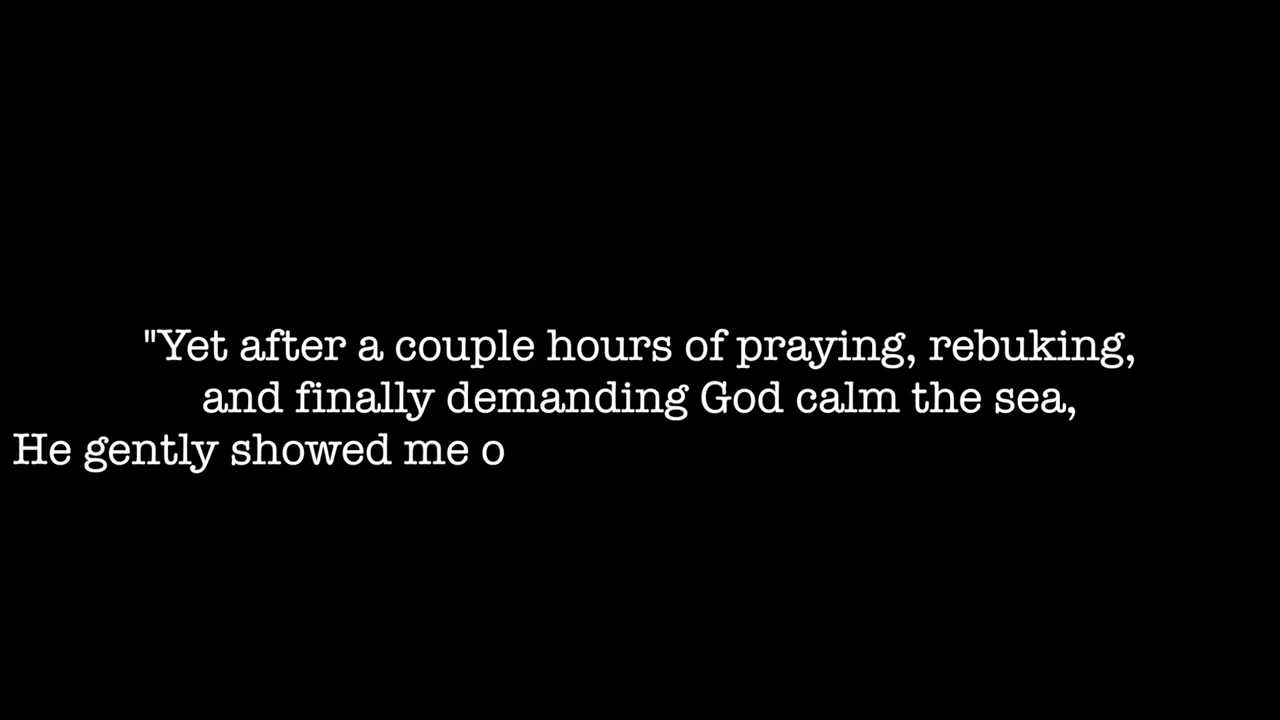 "Yet after a couple hours of praying, rebuking,
and finally demanding God calm the sea,
He gently showed me o